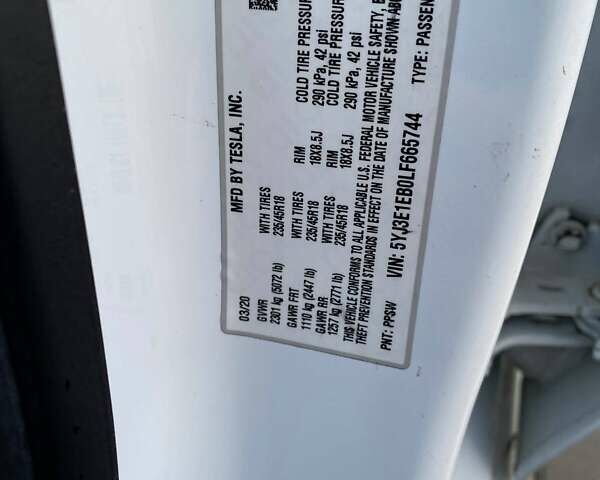 MFD BY TESLA, INC.
03/20
GVWR
2301 kg (5072 lb)
GAWR FRT
1110 kg (2447 lb)
WITH TIRES
235/45R18
RIM
18X8.5J
COLD TIRE PRESSURE
290 kPa, 42 psi
GAWR RR
1257 kg (2771 lb)
WITH TIRES
235/45R18
WITH TIRES
235/45R18
RIM
18X8.5J
COLD TIRE PRESSURE
290 kPa, 42 psi
THIS VEHICLE CONFORMS TO ALL APPLICABLE U.S. FEDERAL MOTOR VEHICLE SAFETY,
THEFT PREVENTION STANDARDS IN EFFECT ON THE DATE OF MANUFACTURE SHOWN
VIN: 5YJ3E1EB0LF665744
TYPE:
PNT: PPSW